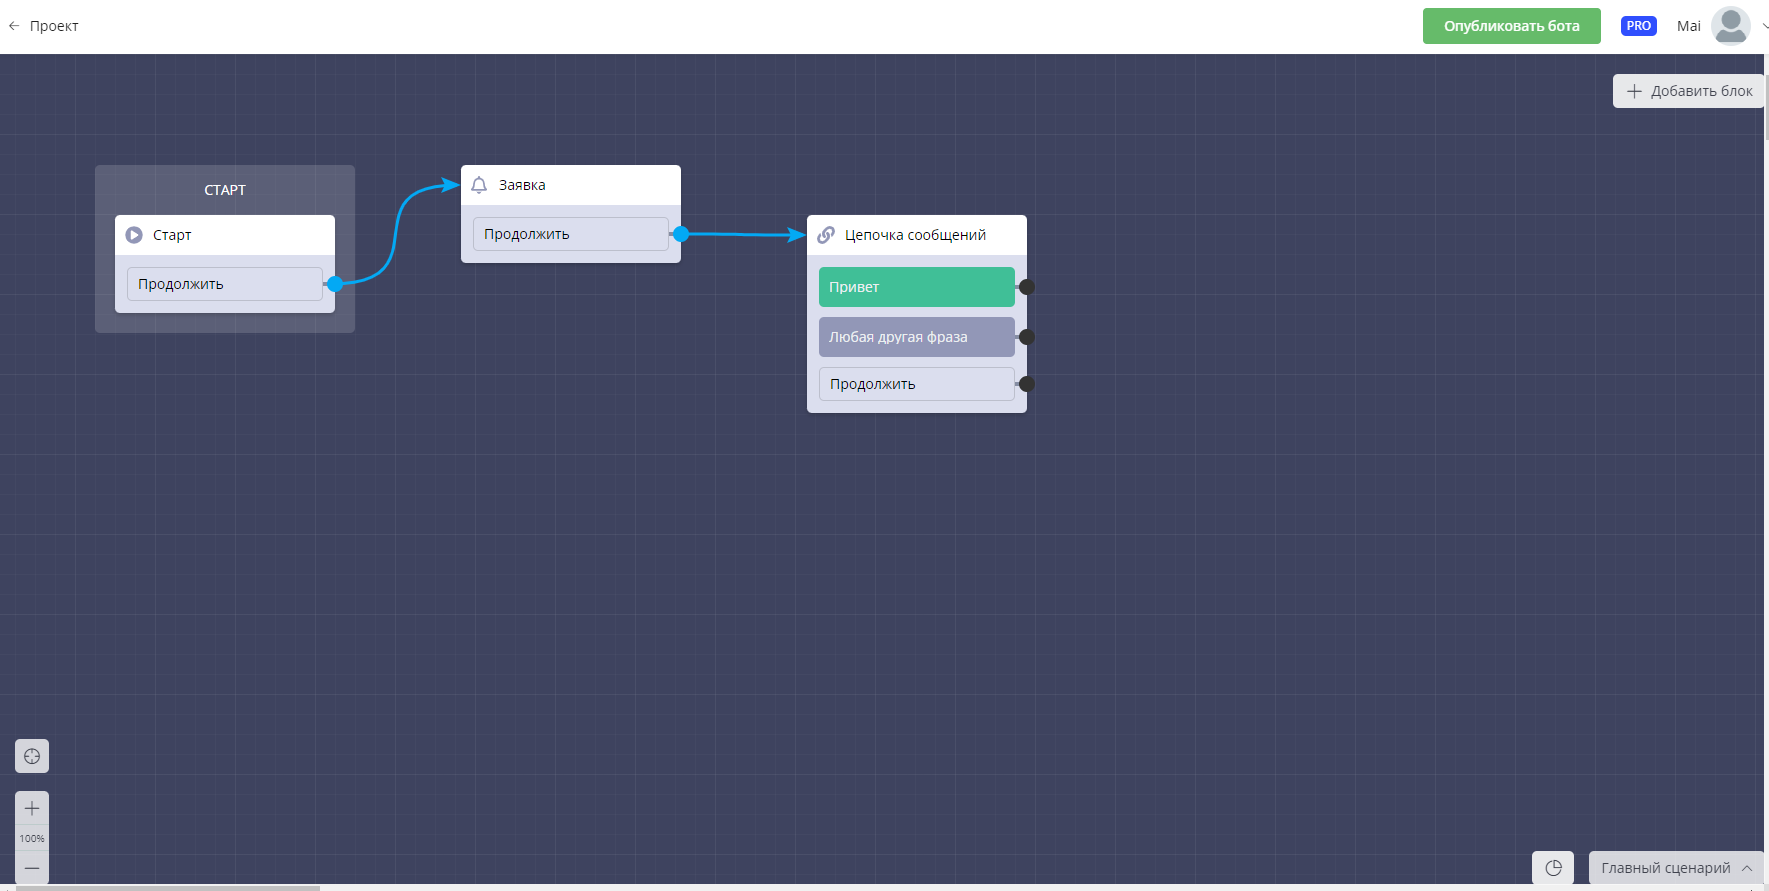 Проект
Опубликовать бота
PRO
Mai
Добавить блок
СТАРТ
Старт
Продолжить
Заявка
Продолжить
Цепочка сообщений
Привет
Любая другая фраза
Продолжить
100%
Главный сценарий